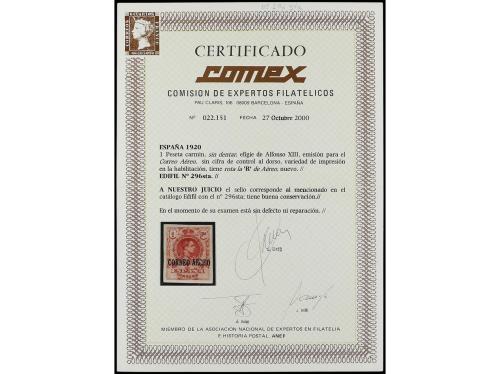 CERTIFICADO
comex
COMISION DE EXPERTOS FILATELICOS
PAU CLARIS, 106 08009 BARCELONA - ESPAÑA
Nº 022.151 FECHA 27 Octubre 2000
ESPAÑA 1920
1 Peseta carmín, sin dentar, efigie de Alfonso XIII, emisión para el
Correo Aéreo. sin cifra de control al dorso, variedad de impresión
en la habilitación, tiene rota la 'R' de Aéreo, nuevo. //
EDIFIL Nº 296sta. //
A NUESTRO JUICIO el sello corresponde al mencionado en el
catálogo Edifil con el nº 296sta; tiene buena conservación.//
En el momento de su examen está sin defecto ni reparación. //
CORREO AEREO
MIEMBRO DE LA ASOCIACION NACIONAL DE EXPERTOS EN FILATELIA
E HISTORIA POSTAL, ANEF